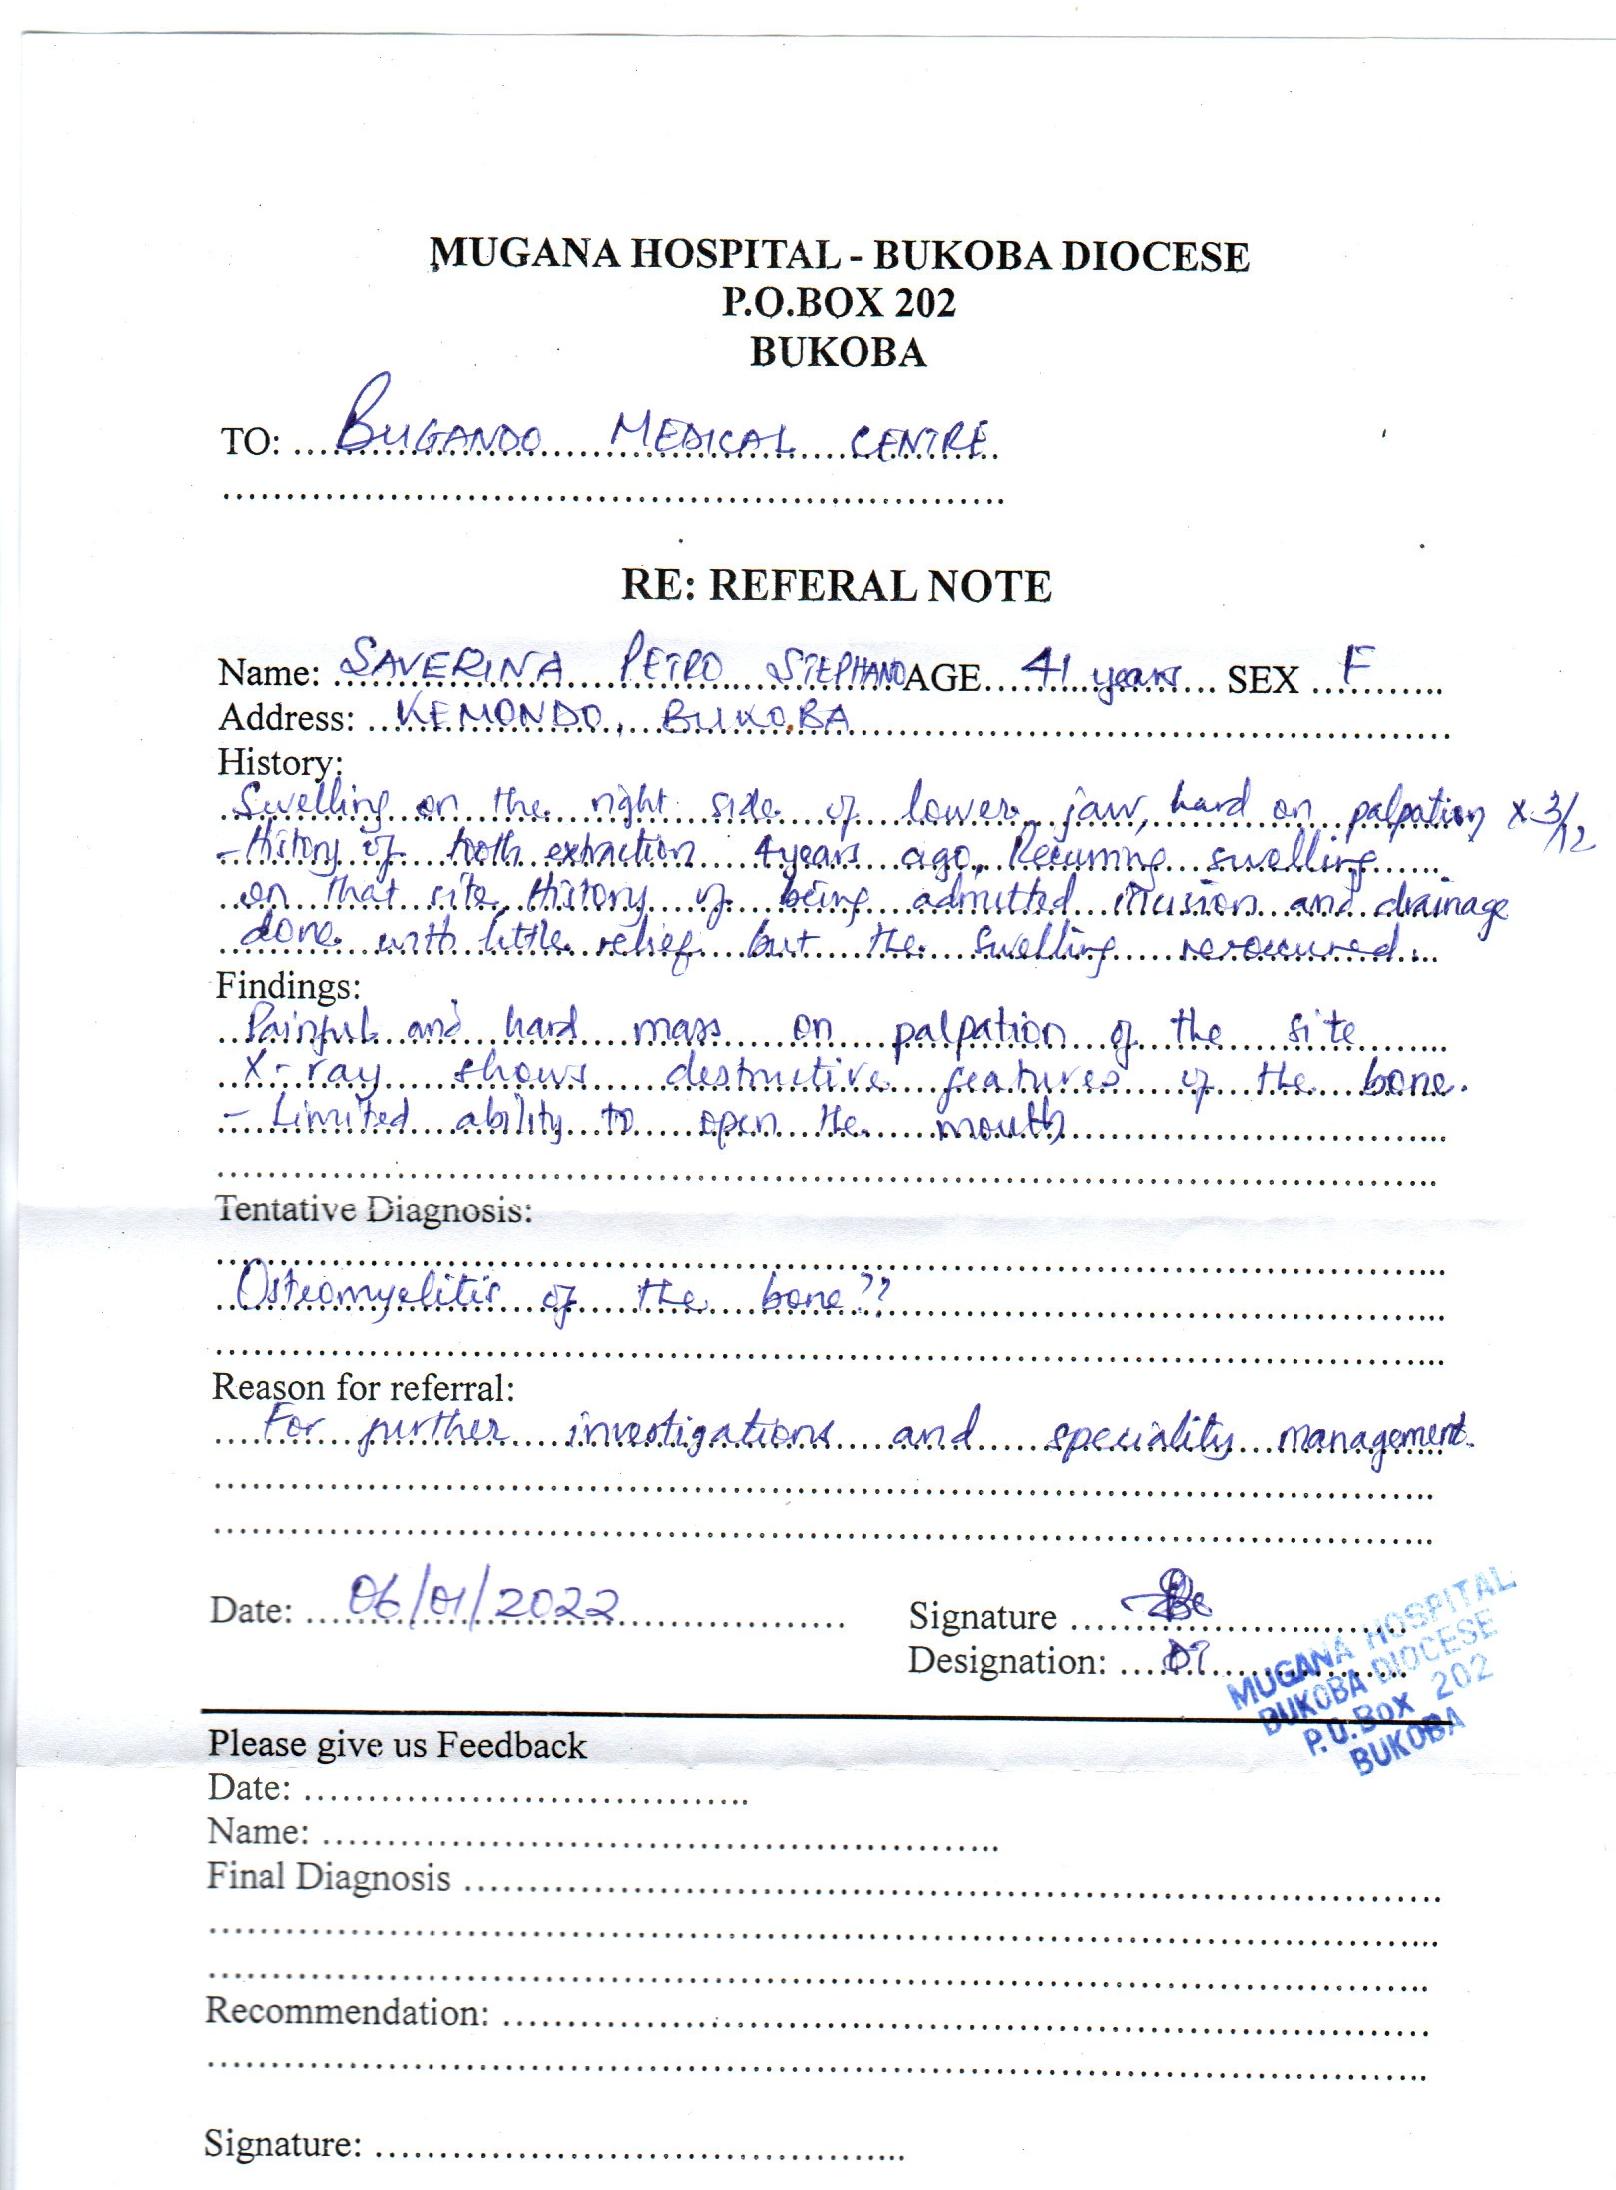 MUGANA HOSPITAL - BUKOBA DIOCESE
P.O.BOX 202
BUKOBA
TO: BUGANDO MEDICAL CENTRE
RE: REFERAL NOTE
Name: SAVERINA PETRO STEPHANO AGE 41 years SEX F
Address: KEMONDO, BUKOBA
History:
Swelling on the right side of lower jaw, hard on palpation x 3/12
- History of tooth extraction 4years ago, Recurring swelling
on that site, History of being admitted incision and drainage
done with little relief but the swelling reroccured.
Findings:
Painful and hard mass on palpation of the site
X-ray shows destructive features of the bone.
- Limited ability to open the mouth
Tentative Diagnosis:
Osteomyelitis of the bone??
Reason for referral:
For further investigations and speciality management.
Date: 06/01/2022
Signature
Designation:
MUGANA HOSPITAL
BUKOBA DIOCESE
P.O.BOX 202
BUKOBA
Please give us Feedback
Date:
Name:
Final Diagnosis
Recommendation:
Signature: